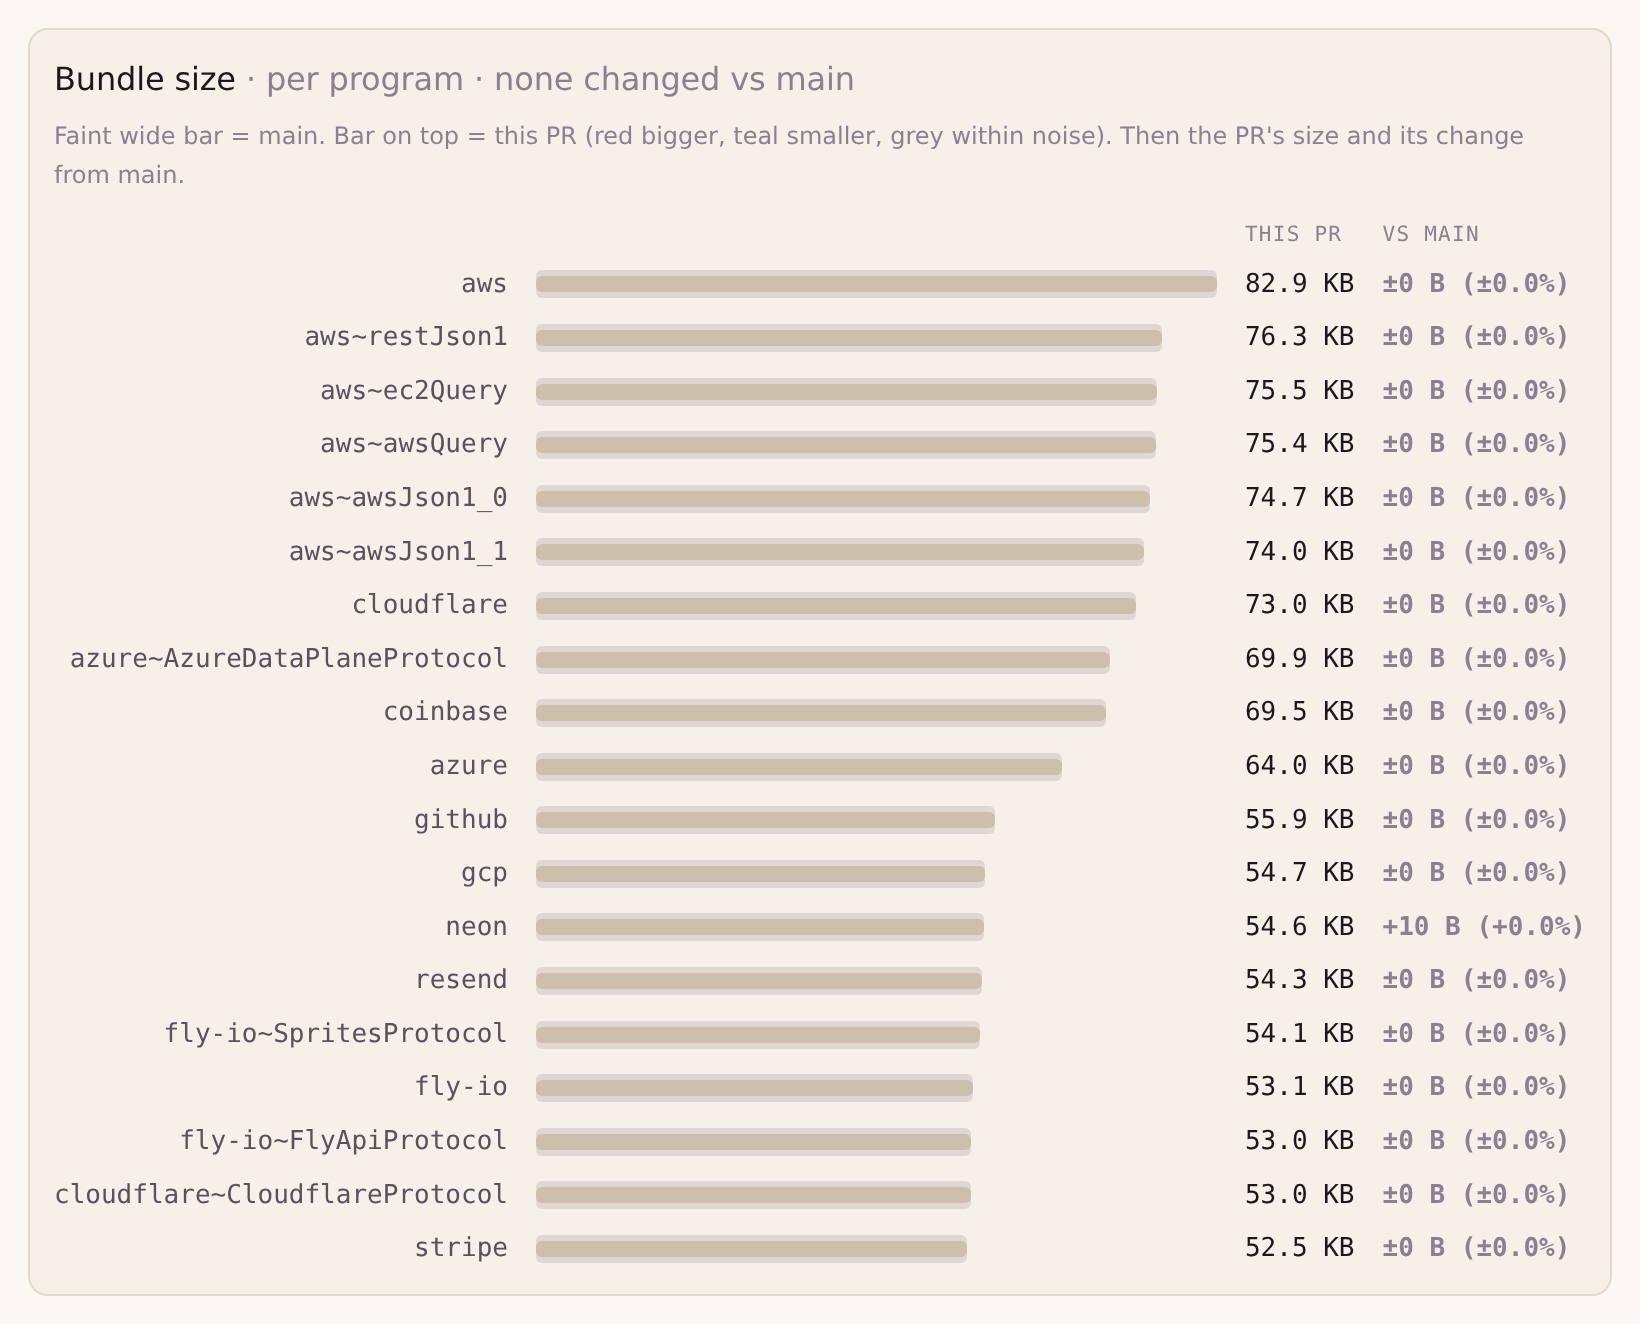 Bundle size · per program · none changed vs main
Faint wide bar = main. Bar on top = this PR (red bigger, teal smaller, grey within noise). Then the PR's size and its change
from main.
THIS PR VS MAIN
aws 82.9 KB ±0 B (±0.0%)
aws~restJson1 76.3 KB ±0 B (±0.0%)
aws~ec2Query 75.5 KB ±0 B (±0.0%)
aws~awsQuery 75.4 KB ±0 B (±0.0%)
aws~awsJson1_0 74.7 KB ±0 B (±0.0%)
aws~awsJson1_1 74.0 KB ±0 B (±0.0%)
cloudflare 73.0 KB ±0 B (±0.0%)
azure~AzureDataPlaneProtocol 69.9 KB ±0 B (±0.0%)
coinbase 69.5 KB ±0 B (±0.0%)
azure 64.0 KB ±0 B (±0.0%)
github 55.9 KB ±0 B (±0.0%)
gcp 54.7 KB ±0 B (±0.0%)
neon 54.6 KB +10 B (+0.0%)
resend 54.3 KB ±0 B (±0.0%)
fly-io~SpritesProtocol 54.1 KB ±0 B (±0.0%)
fly-io 53.1 KB ±0 B (±0.0%)
fly-io~FlyApiProtocol 53.0 KB ±0 B (±0.0%)
cloudflare~CloudflareProtocol 53.0 KB ±0 B (±0.0%)
stripe 52.5 KB ±0 B (±0.0%)